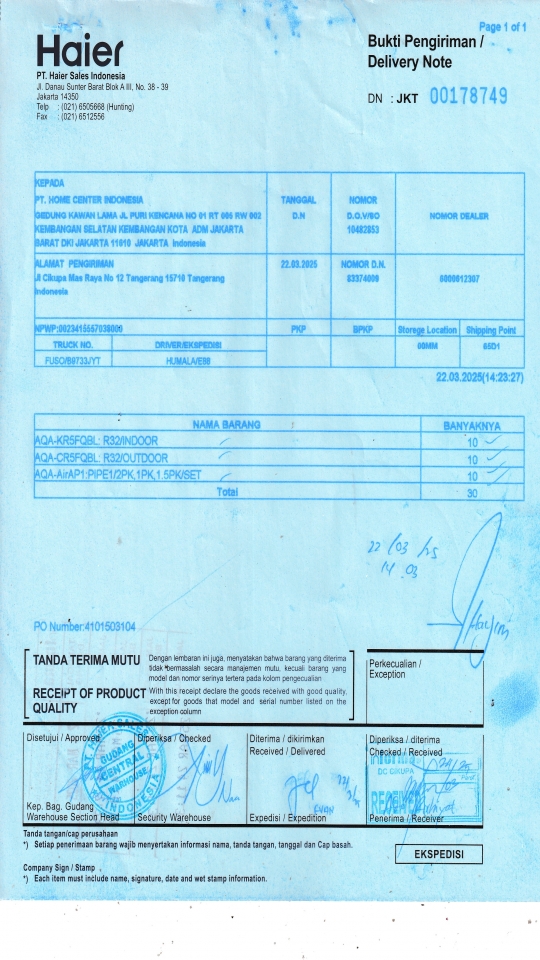 Page 1 of 1
Haier
PT. Haier Sales Indonesia
Jl. Danau Sunter Barat Blok A III, No. 38 - 39
Jakarta 14350
Telp : (021) 6505668 (Hunting)
Fax : (021) 6512556
Bukti Pengiriman /
Delivery Note
DN : JKT 00178749
KEPADA
PT. HOME CENTER INDONESIA
GEDUNG KAWAN LAMA JL PURI KENCANA NO 01 RT 005 RW 002
KEMBANGAN SELATAN KEMBANGAN KOTA ADM JAKARTA
BARAT DKI JAKARTA 11610 JAKARTA Indonesia
TANGGAL
D.N
NOMOR
D.O.V/SO
10482853
NOMOR DEALER
ALAMAT PENGIRIMAN
Jl Cikupa Mas Raya No 12 Tangerang 15710 Tangerang
Indonesia
22.03.2025
NOMOR D.N.
83374009
6000012307
NPWP:0023415557038000
PKP
BPKP
Storege Location
Shipping Point
TRUCK NO.
DRIVER/EKSPEDISI
00MM
65D1
FUSO/B9733JYT
HUMALA/EBB
22.03.2025(14:23:27)
NAMA BARANG
BANYAKNYA
AQA-KR5FQBL: R32/INDOOR
10
AQA-CR5FQBL: R32/OUTDOOR
10
AQA-AirAP1:PIPE1/2PK,1PK,1.5PK/SET
10
Total
30
22/03/25
14.03
PO Number:4101503104
TANDA TERIMA MUTU
Dengan lembaran ini juga, menyatakan bahwa barang yang diterima
tidak bermasalah secara manajemen mutu, kecuali barang yang
model dan nomor serinya tertera pada kolom pengecualian
RECEIPT OF PRODUCT
QUALITY
With this receipt declare the goods received with good quality,
except for goods that model and serial number listed on the
exception column
Perkecualian /
Exception
Disetujui / Approved
Diperiksa / Checked
Diterima / dikirimkan
Received / Delivered
Diperiksa / diterima
Checked / Received
PT. HAIER SALES
GUDANG
CENTRAL
WAREHOUSE
INDONESIA
DC CIKUPA
RECEIVED
Kep. Bag. Gudang
Warehouse Section Head
Security Warehouse
Expedisi / Expedition
Penerima / Receiver
Tanda tangan/cap perusahaan
*) Setiap penerimaan barang wajib menyertakan informasi nama, tanda tangan, tanggal dan Cap basah.
EKSPEDISI
Company Sign / Stamp
*) Each item must include name, signature, date and wet stamp information.